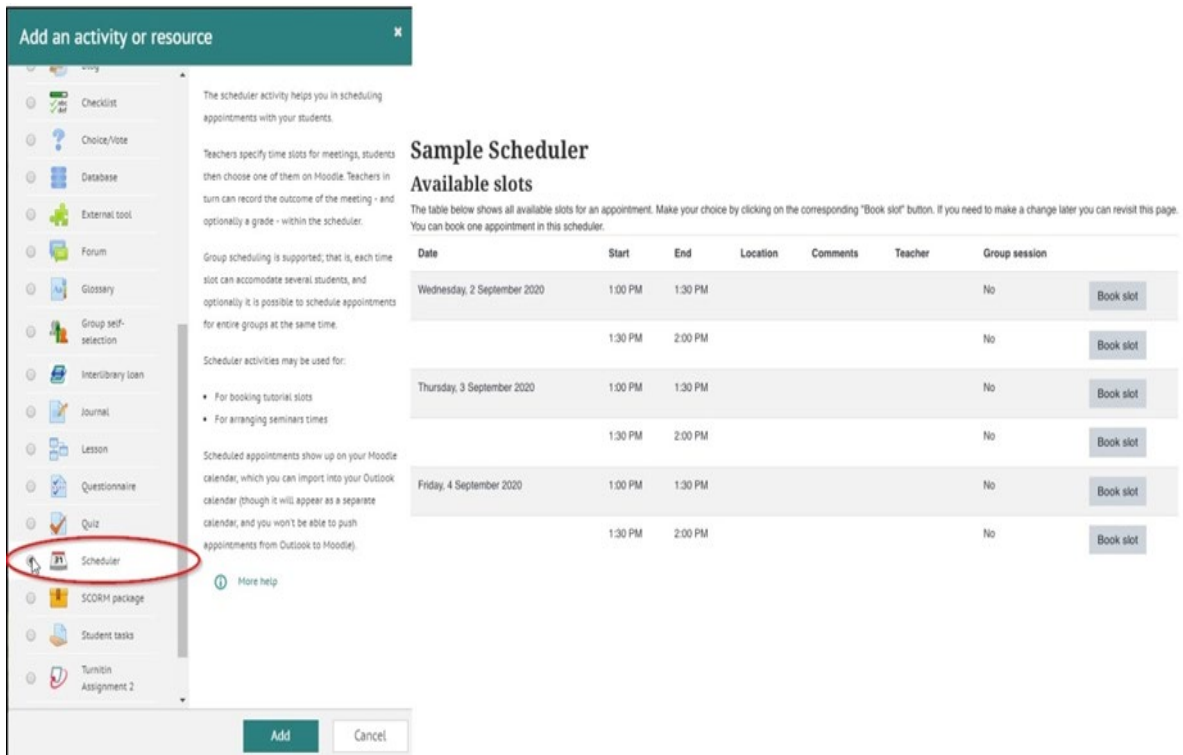 Add an activity or resource
×
Checklist
Choice/Vote
Database
External tool
Forum
Glossary
Group self-
selection
Interlibrary loan
Journal
Lesson
Questionnaire
Quiz
Scheduler
SCORM package
Student tasks
Turnitin
Assignment 2
The scheduler activity helps you in scheduling
appointments with your students.
Teachers specify time slots for meetings, students
then choose one of them on Moodle. Teachers in
turn can record the outcome of the meeting - and
optionally a grade - within the scheduler.
Group scheduling is supported; that is, each time
slot can accomodate several students, and
optionally it is possible to schedule appointments
for entire groups at the same time.
Scheduler activities may be used for:
• For booking tutorial slots
• For arranging seminars times
Scheduled appointments show up on your Moodle
calendar, which you can import into your Outlook
calendar (though it will appear as a separate
calendar, and you won't be able to push
appointments from Outlook to Moodle).
More help
Add Cancel
Sample Scheduler
Available slots
The table below shows all available slots for an appointment. Make your choice by clicking on the corresponding "Book slot" button. If you need to make a change later you can revisit this page.
You can book one appointment in this scheduler.
Date Start End Location Comments Teacher Group session
Wednesday, 2 September 2020 1:00 PM 1:30 PM No Book slot
1:30 PM 2:00 PM No Book slot
Thursday, 3 September 2020 1:00 PM 1:30 PM No Book slot
1:30 PM 2:00 PM No Book slot
Friday, 4 September 2020 1:00 PM 1:30 PM No Book slot
1:30 PM 2:00 PM No Book slot